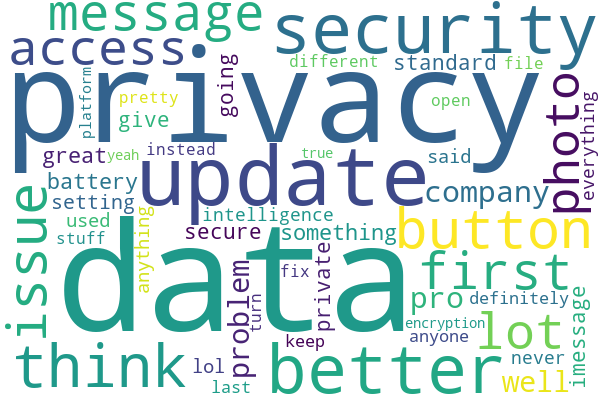 message
security
access
different
standard
file
privacy
platform
pretty
going
open
photo
everything
give
great
yeah
instead
true
said
update
battery
setting
company
issue
used
stuff
anything
intelligence
secure
something
button
data
first
problem
turn
fix
private
pro
definitely
imessage
encryption
anyone
lot
think
lol
last
keep
better
never
well